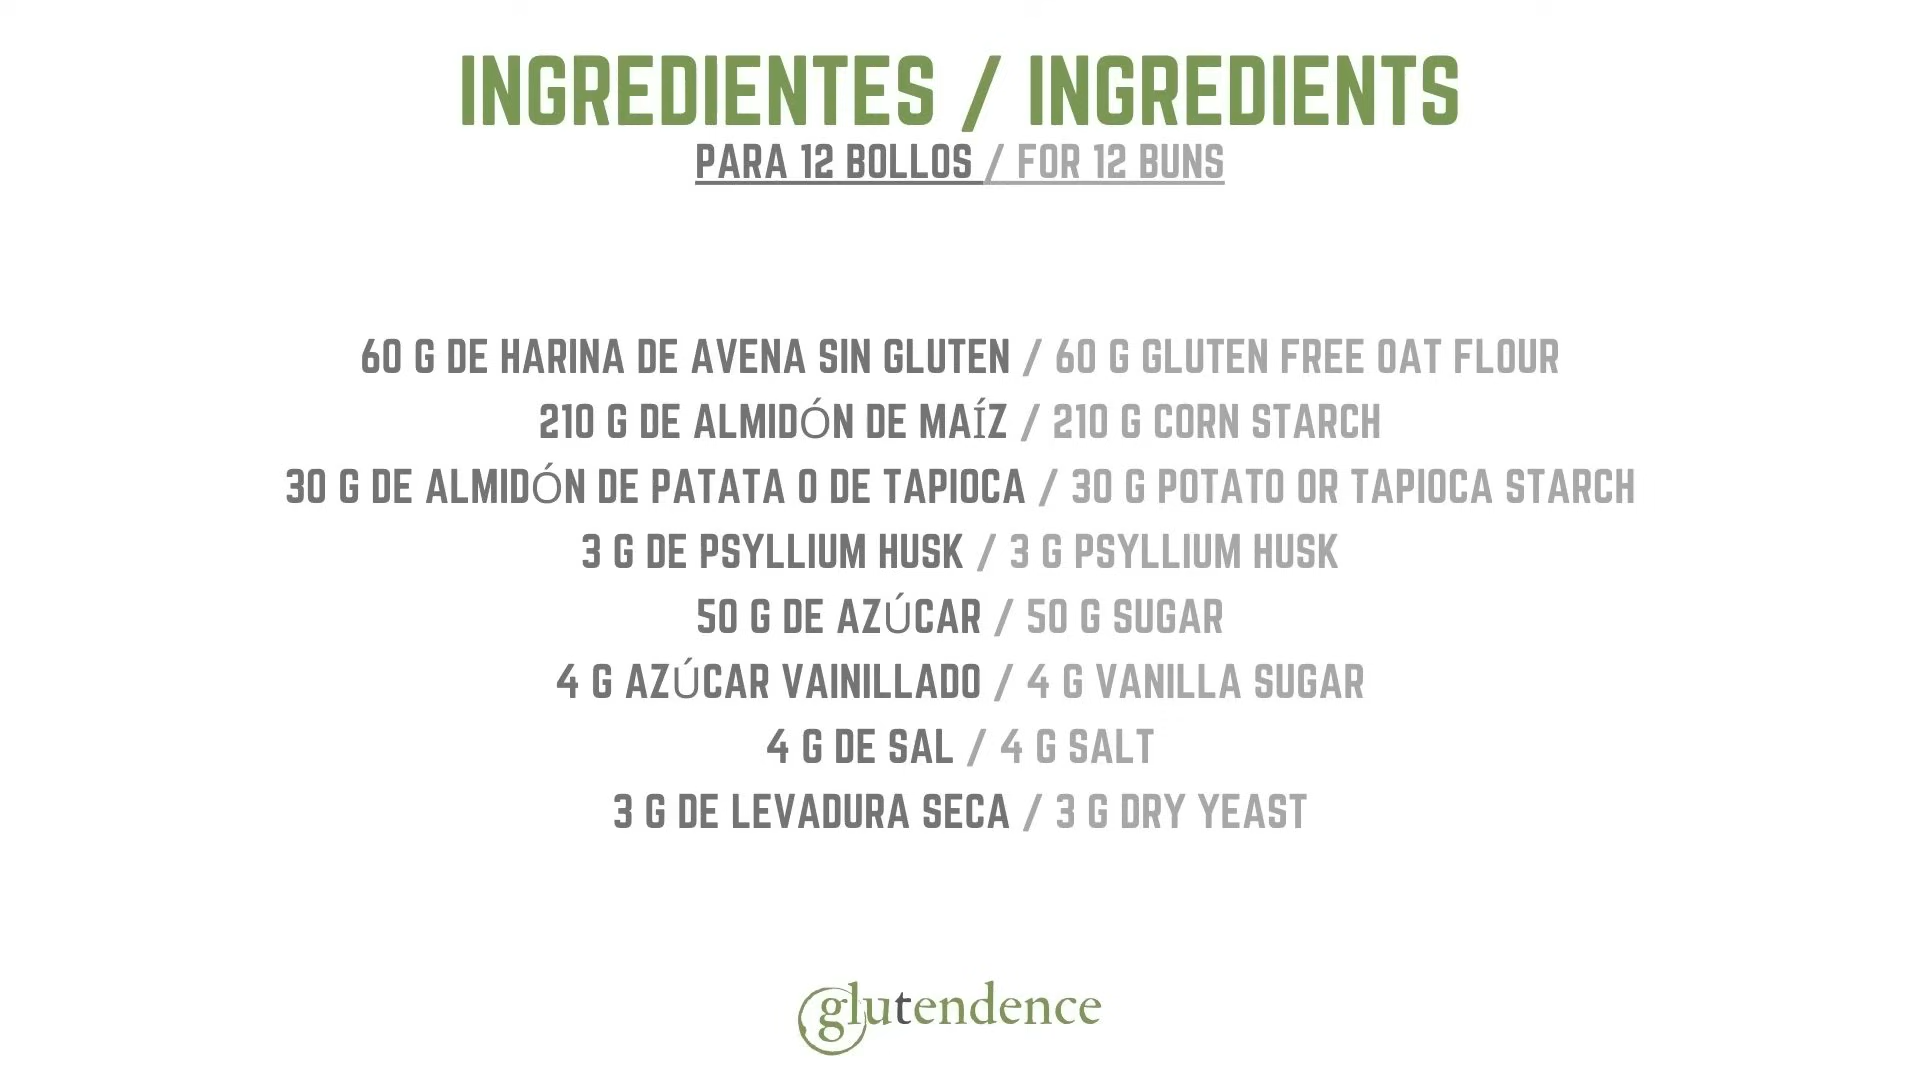 INGREDIENTES / INGREDIENTS
PARA 12 BOLLOS / FOR 12 BUNS
60 G DE HARINA DE AVENA SIN GLUTEN / 60 G GLUTEN FREE OAT FLOUR
210 G DE ALMIDÓN DE MAÍZ / 210 G CORN STARCH
30 G DE ALMIDÓN DE PATATA O DE TAPIOCA / 30 G POTATO OR TAPIOCA STARCH
3 G DE PSYLLIUM HUSK / 3 G PSYLLIUM HUSK
50 G DE AZÚCAR / 50 G SUGAR
4 G AZÚCAR VAINILLADO / 4 G VANILLA SUGAR
4 G DE SAL / 4 G SALT
3 G DE LEVADURA SECA / 3 G DRY YEAST
glutendence